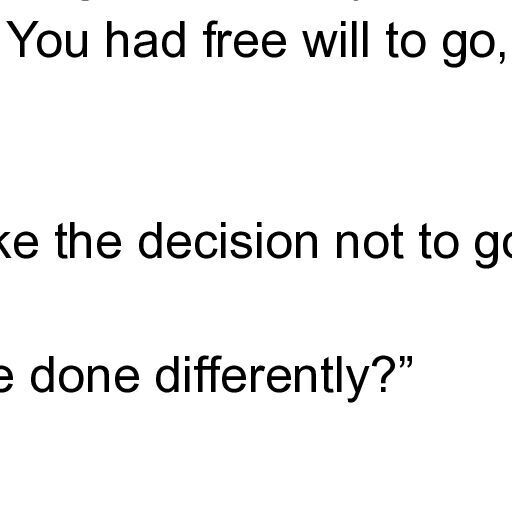 You had free will to go,
ke the decision not to go
e done differently?”